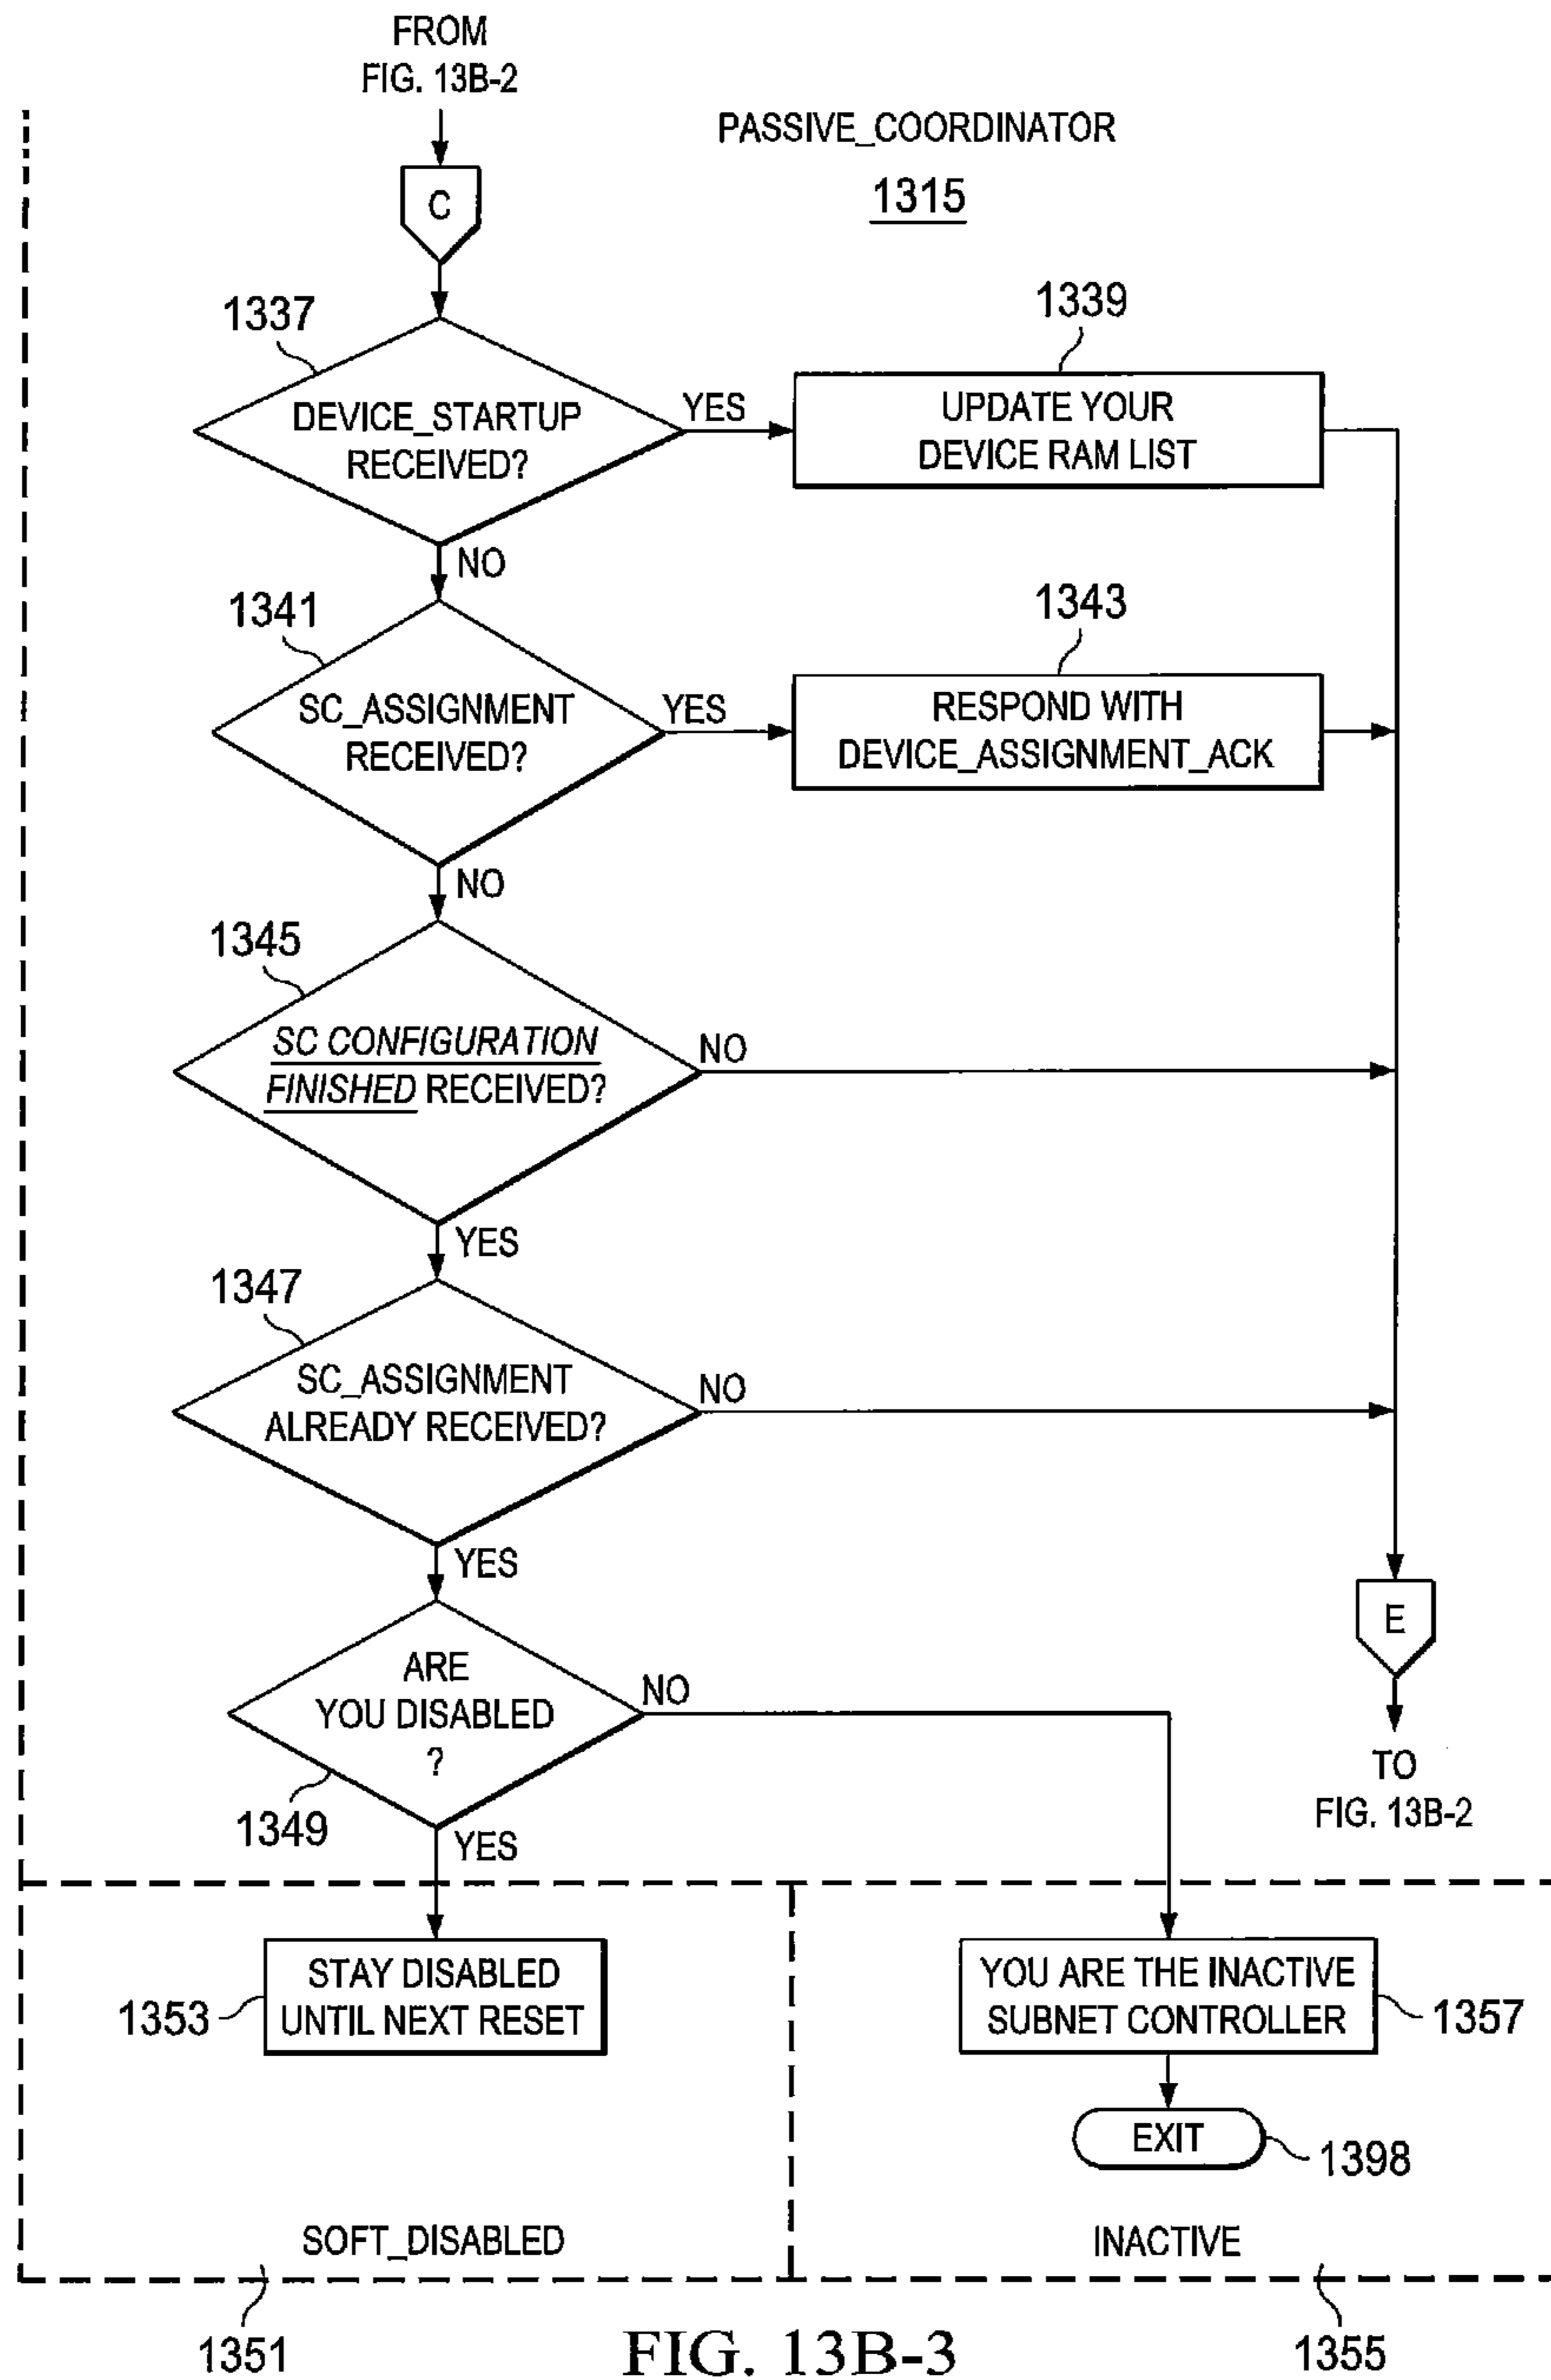 FROM
FIG. 13B-2
PASSIVE_COORDINATOR
1315
C
1337
DEVICE_STARTUP
RECEIVED?
YES
1339
UPDATE YOUR
DEVICE RAM LIST
NO
1341
SC_ASSIGNMENT
RECEIVED?
YES
1343
RESPOND WITH
DEVICE_ASSIGNMENT_ACK
NO
1345
SC CONFIGURATION
FINISHED RECEIVED?
NO
YES
1347
SC_ASSIGNMENT
ALREADY RECEIVED?
NO
YES
ARE
YOU DISABLED
?
NO
1349
YES
E
TO
FIG. 13B-2
STAY DISABLED
UNTIL NEXT RESET
1353
YOU ARE THE INACTIVE
SUBNET CONTROLLER
1357
EXIT
1398
SOFT_DISABLED
INACTIVE
1351
1355
FIG. 13B-3